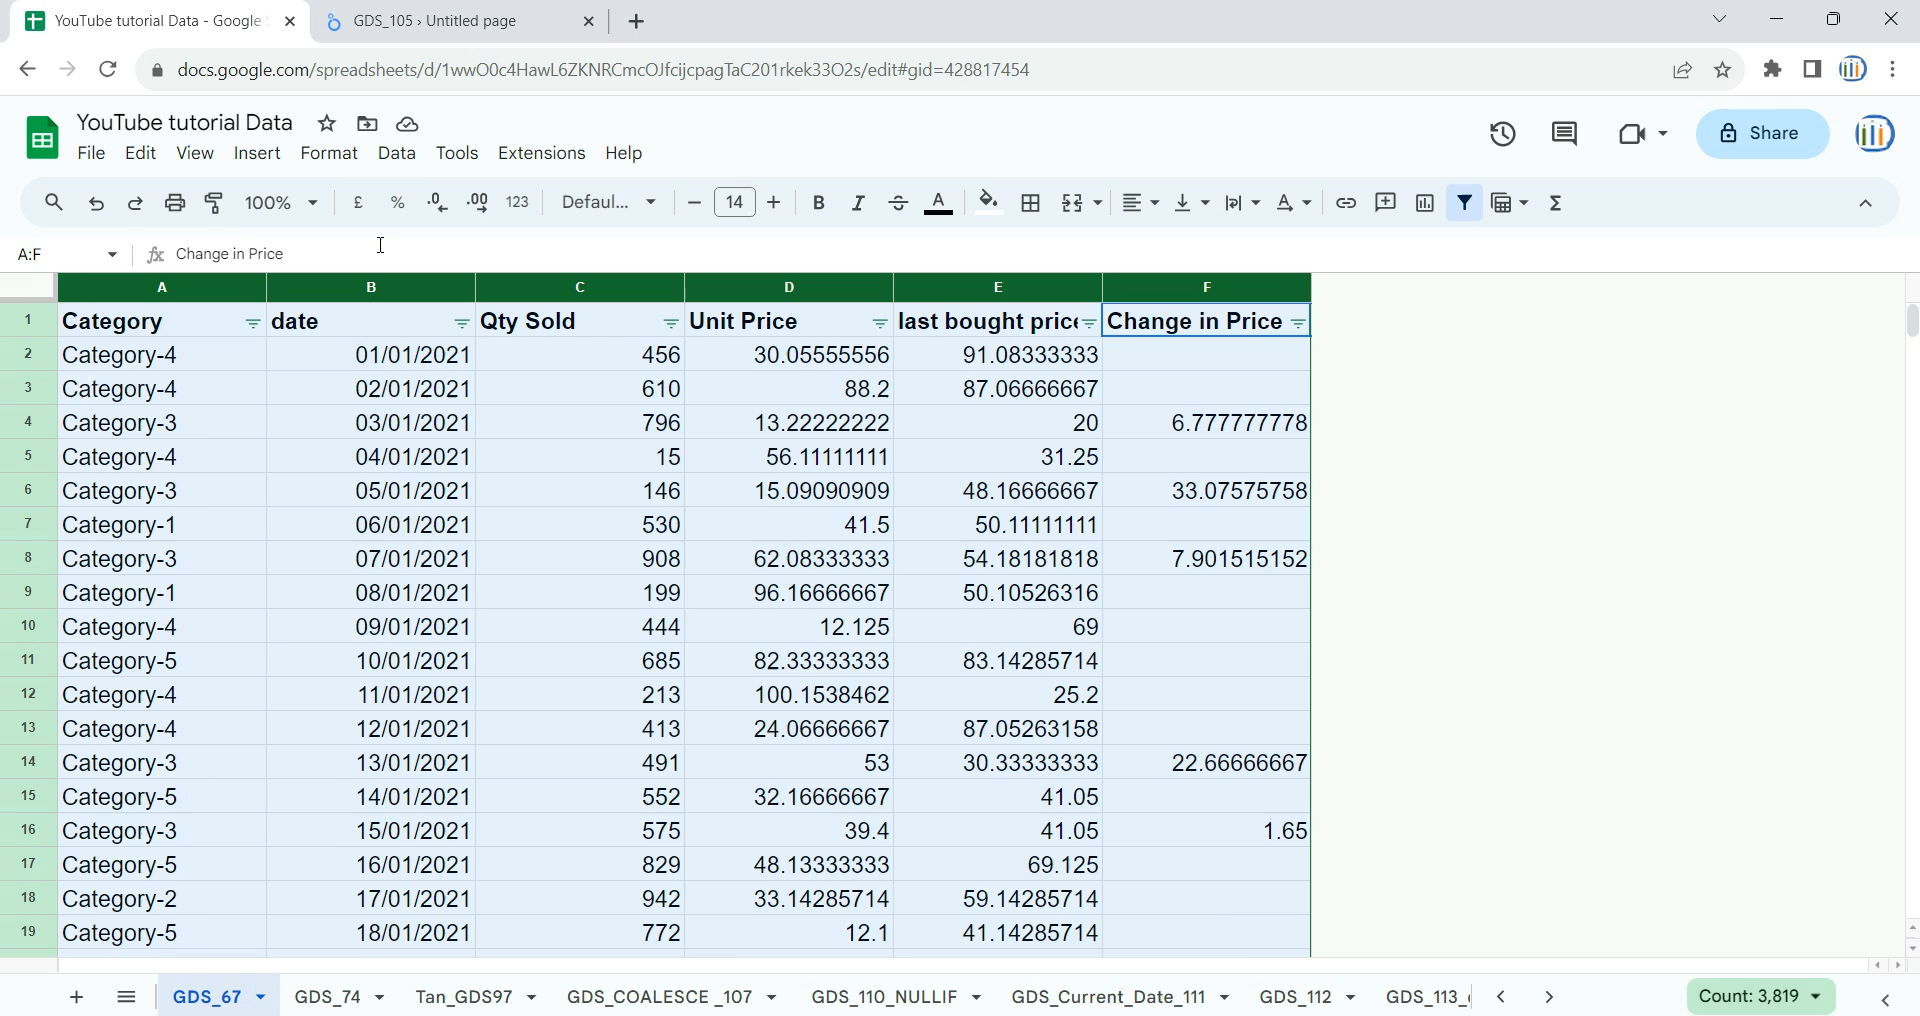 YouTube tutorial Data - Google
GDS_105 › Untitled page
docs.google.com/spreadsheets/d/1wwO0c4HawL6ZKNRCmcOJfcijcpagTaC201rkek33O2s/edit#gid=428817454
YouTube tutorial Data
File Edit View Insert Format Data Tools Extensions Help
Share
100% £ % .0 .00 123 Defaul... 14 B I A
A:F fx Change in Price
A B C D E F
1 Category date Qty Sold Unit Price last bought price Change in Price
2 Category-4 01/01/2021 456 30.05555556 91.08333333
3 Category-4 02/01/2021 610 88.2 87.06666667
4 Category-3 03/01/2021 796 13.22222222 20 6.777777778
5 Category-4 04/01/2021 15 56.11111111 31.25
6 Category-3 05/01/2021 146 15.09090909 48.16666667 33.07575758
7 Category-1 06/01/2021 530 41.5 50.11111111
8 Category-3 07/01/2021 908 62.08333333 54.18181818 7.901515152
9 Category-1 08/01/2021 199 96.16666667 50.10526316
10 Category-4 09/01/2021 444 12.125 69
11 Category-5 10/01/2021 685 82.33333333 83.14285714
12 Category-4 11/01/2021 213 100.1538462 25.2
13 Category-4 12/01/2021 413 24.06666667 87.05263158
14 Category-3 13/01/2021 491 53 30.33333333 22.66666667
15 Category-5 14/01/2021 552 32.16666667 41.05
16 Category-3 15/01/2021 575 39.4 41.05 1.65
17 Category-5 16/01/2021 829 48.13333333 69.125
18 Category-2 17/01/2021 942 33.14285714 59.14285714
19 Category-5 18/01/2021 772 12.1 41.14285714
GDS_67 GDS_74 Tan_GDS97 GDS_COALESCE _107 GDS_110_NULLIF GDS_Current_Date_111 GDS_112 GDS_113_ Count: 3,819